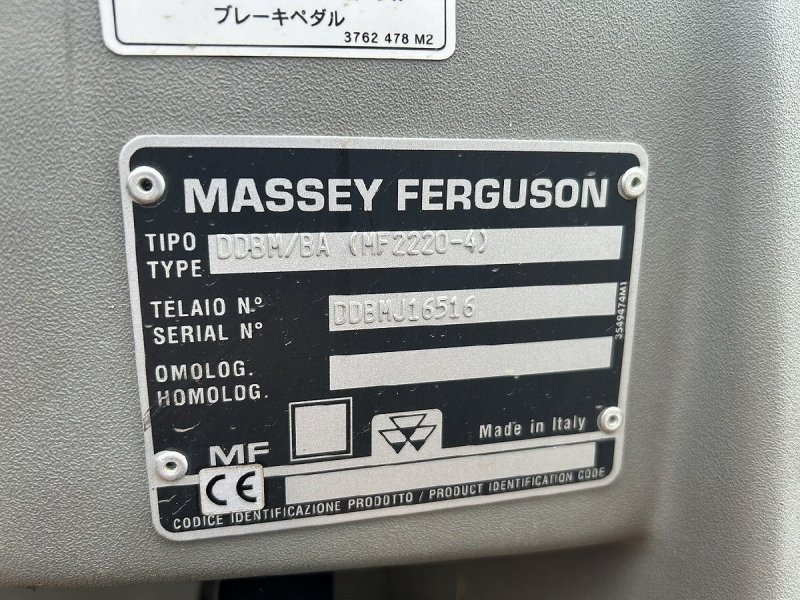 ブレーキペダル
3762 478 M2
MASSEY FERGUSON
TIPO
TYPE
DDBM/BA (MF2220-4)
TELAIO N.°
SERIAL N°
DDBMJ16516
3549474M1
OMOLOG.
HOMOLOG.
MF
Made in Italy
CE
CODICE IDENTIFICAZIONE PRODOTTO / PRODUCT IDENTIFICATION CODE